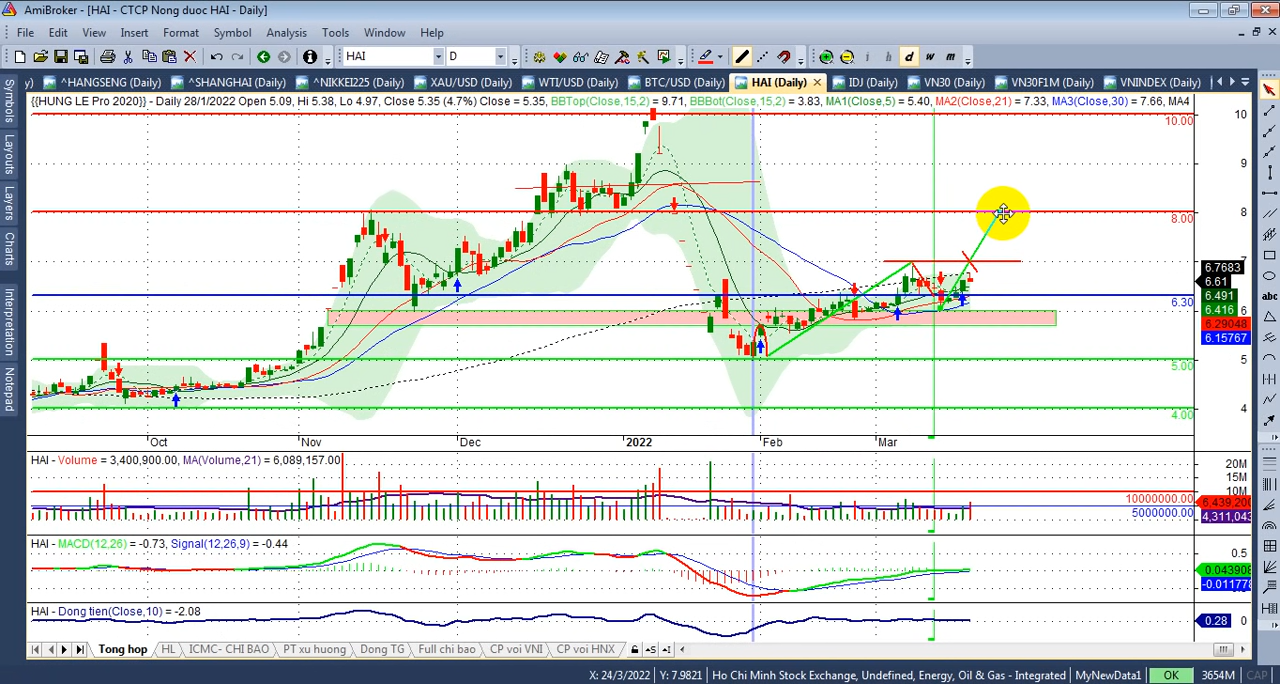 AmiBroker - [HAI - CTCP Nong duoc HAI - Daily]
File Edit View Insert Format Symbol Analysis Tools Window Help
HAI D i h d w m
^HANGSENG (Daily) ^SHANGHAI (Daily) ^NIKKEI225 (Daily) XAU/USD (Daily) WTI/USD (Daily) BTC/USD (Daily) HAI (Daily) IDJ (Daily) VN30 (Daily) VN30F1M (Daily) VNINDEX (Daily)
Symbols
Layouts
Layers
Charts
Interpretation
Notepad
{{HUNG LE Pro 2020}} - Daily 28/1/2022 Open 5.09, Hi 5.38, Lo 4.97, Close 5.35 (4.7%) Close = 5.35, BBTop(Close,15,2) = 9.71, BBBot(Close,15,2) = 3.83, MA1(Close,5) = 5.40, MA2(Close,21) = 7.33, MA3(Close,30) = 7.66, MA4
10.00 10
9
8.00 8
7
6.7683
6.61
6.491
6.30
6.416
6
6.29048
6.15767
5
5.00
4
4.00
Oct Nov Dec 2022 Feb Mar
HAI - Volume = 3,400,900.00, MA(Volume,21) = 6,089,157.00
20M
15M
10M
10000000.00 6,439,200
5000000.00 4,311,043
HAI - MACD(12,26) = -0.73, Signal(12,26,9) = -0.44
0.5
0.043908
-0.011778
HAI - Dong tien(Close,10) = -2.08
0.28 0
Tong hop HL ICMC- CHI BAO PT xu huong Dong TG Full chi bao CP voi VNI CP voi HNX
abc
X: 24/3/2022 Y: 7.9821 Ho Chi Minh Stock Exchange, Undefined, Energy, Oil & Gas - Integrated MyNewData1 OK 3654M CAP